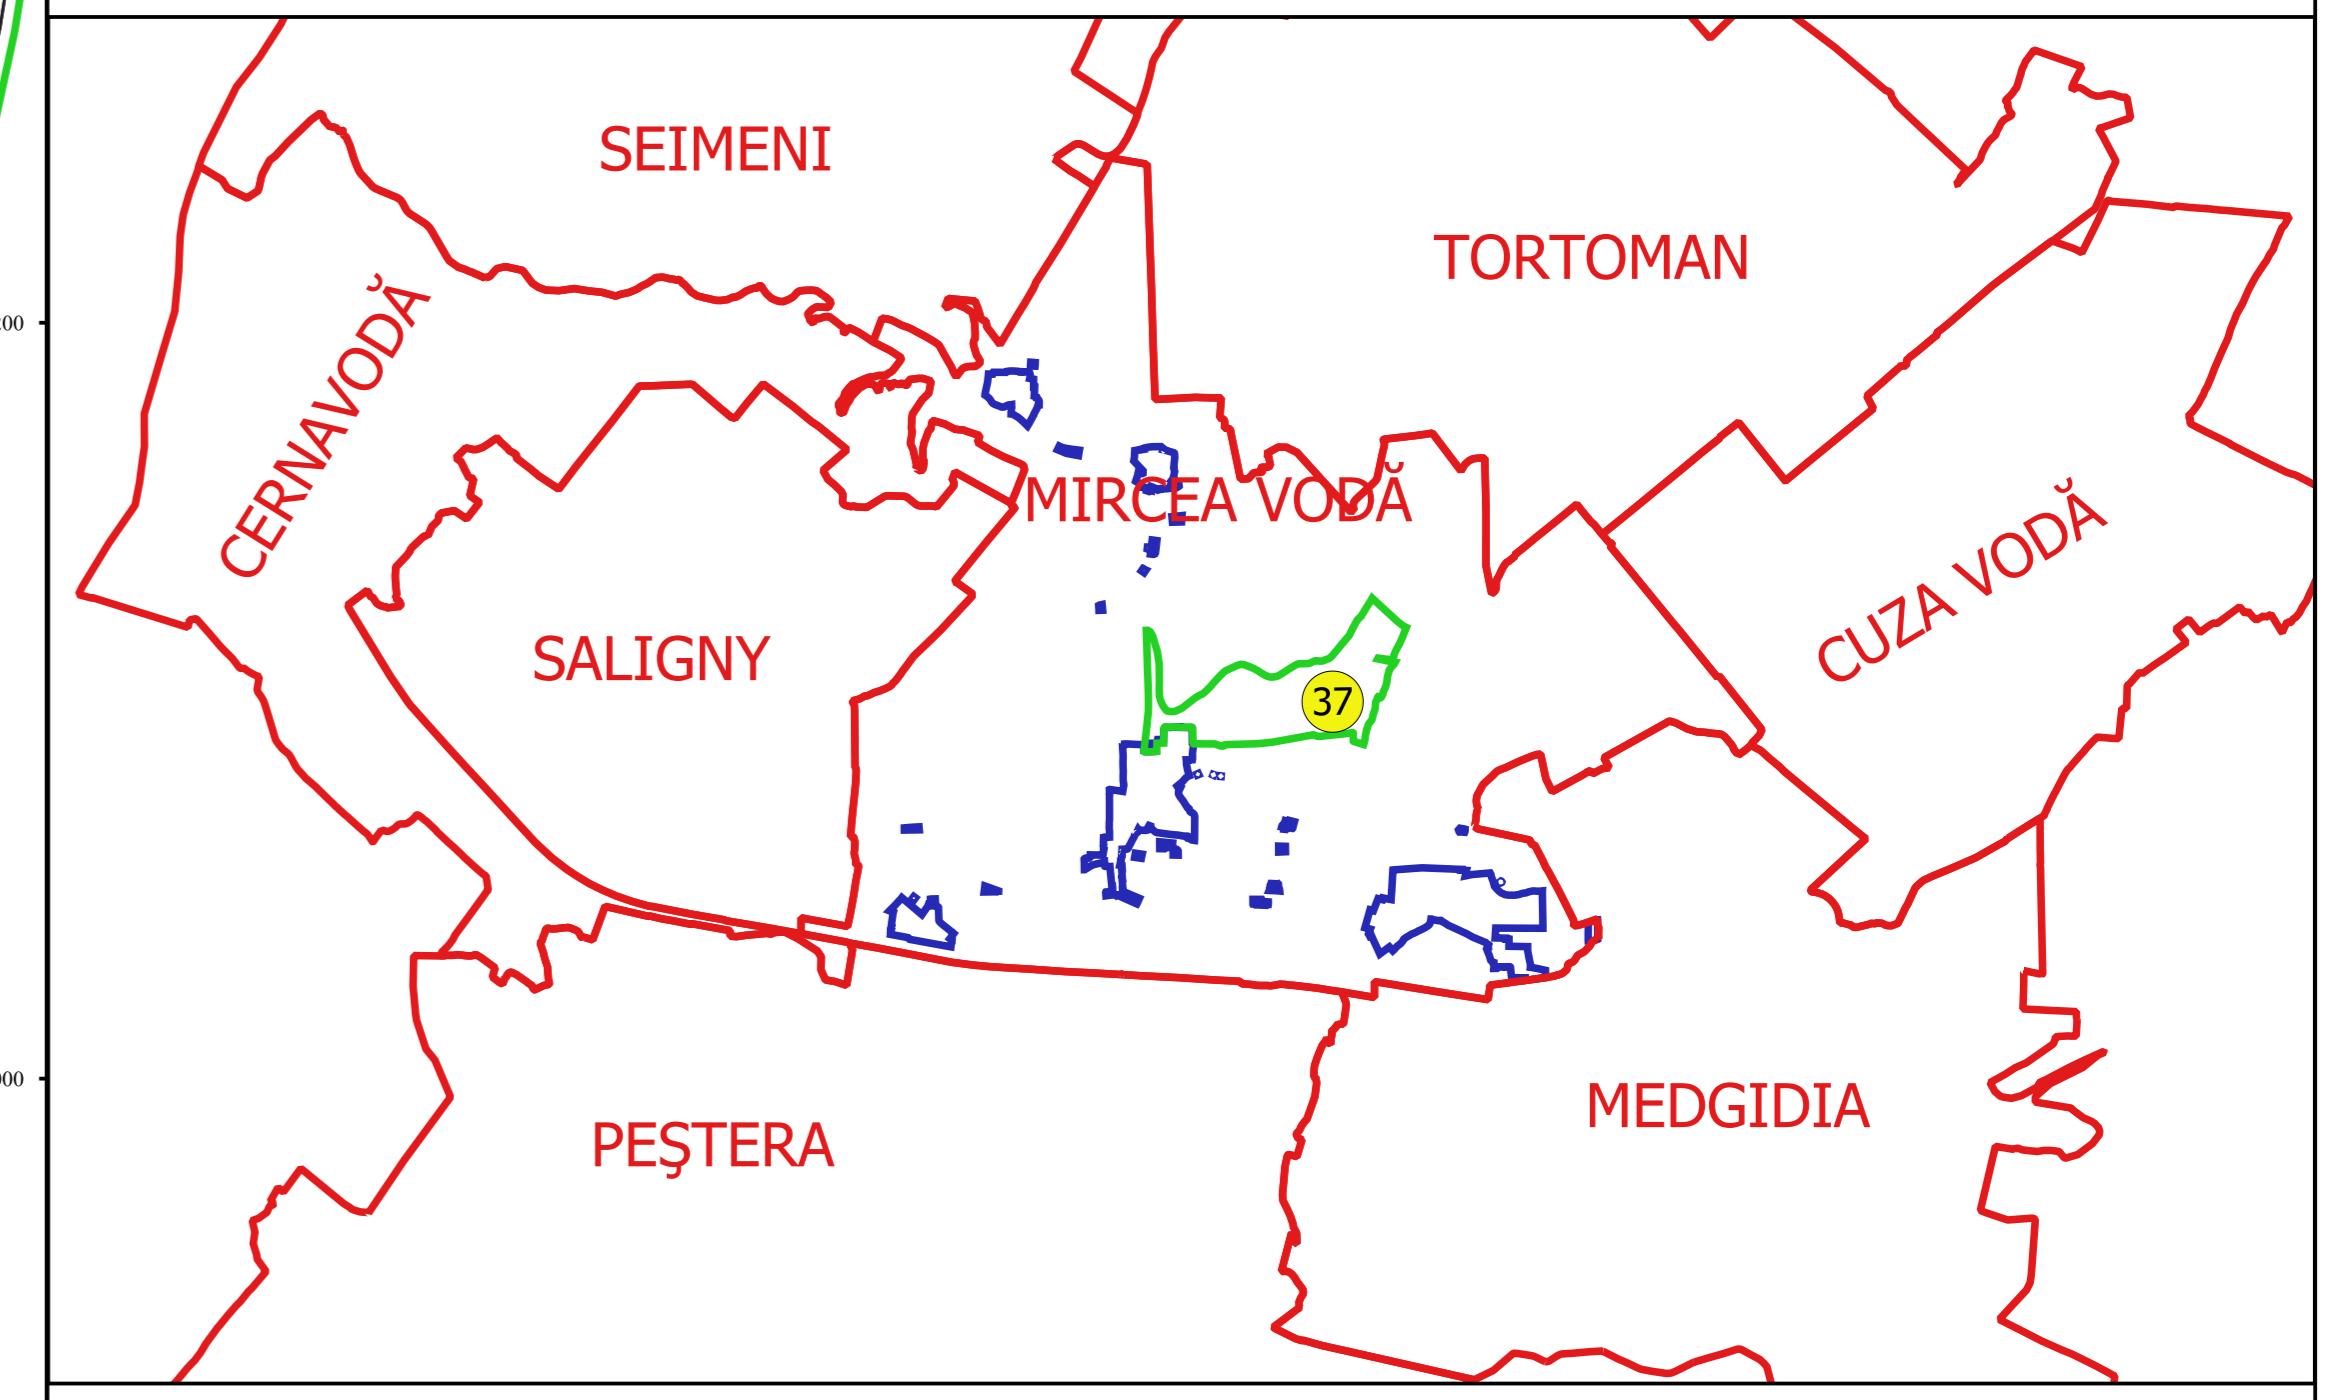 SEIMENI
TORTOMAN
CERNAVODĂ
MIRCEA VODĂ
CUZA VODĂ
SALIGNY
37
MEDGIDIA
PEŞTERA